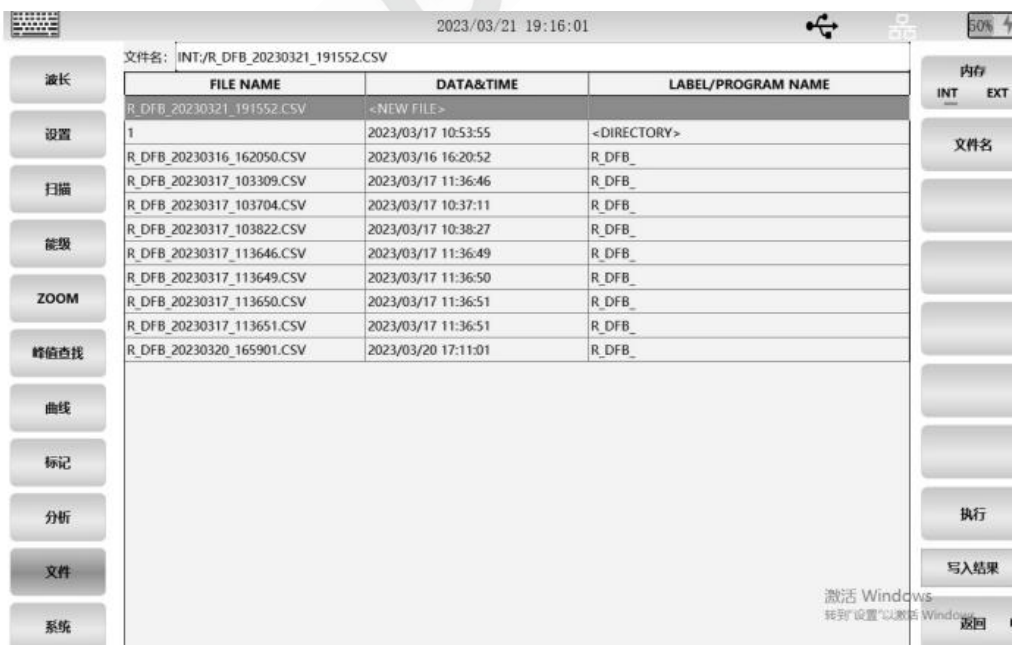 2023/03/21 19:16:01
50%
文件名: INT:/R_DFB_20230321_191552.CSV
FILE NAME DATA&TIME LABEL/PROGRAM NAME
R_DFB_20230321_191552.CSV <NEW FILE>
1 2023/03/17 10:53:55 <DIRECTORY>
R_DFB_20230316_162050.CSV 2023/03/16 16:20:52 R_DFB_
R_DFB_20230317_103309.CSV 2023/03/17 11:36:46 R_DFB_
R_DFB_20230317_103704.CSV 2023/03/17 10:37:11 R_DFB_
R_DFB_20230317_103822.CSV 2023/03/17 10:38:27 R_DFB_
R_DFB_20230317_113646.CSV 2023/03/17 11:36:49 R_DFB_
R_DFB_20230317_113649.CSV 2023/03/17 11:36:50 R_DFB_
R_DFB_20230317_113650.CSV 2023/03/17 11:36:51 R_DFB_
R_DFB_20230317_113651.CSV 2023/03/17 11:36:51 R_DFB_
R_DFB_20230320_165901.CSV 2023/03/20 17:11:01 R_DFB_
波长
设置
扫描
能级
ZOOM
峰值查找
曲线
标记
分析
文件
系统
内存
INT EXT
文件名
执行
写入结果
返回
激活 Windows
转到"设置"以激活 Windows